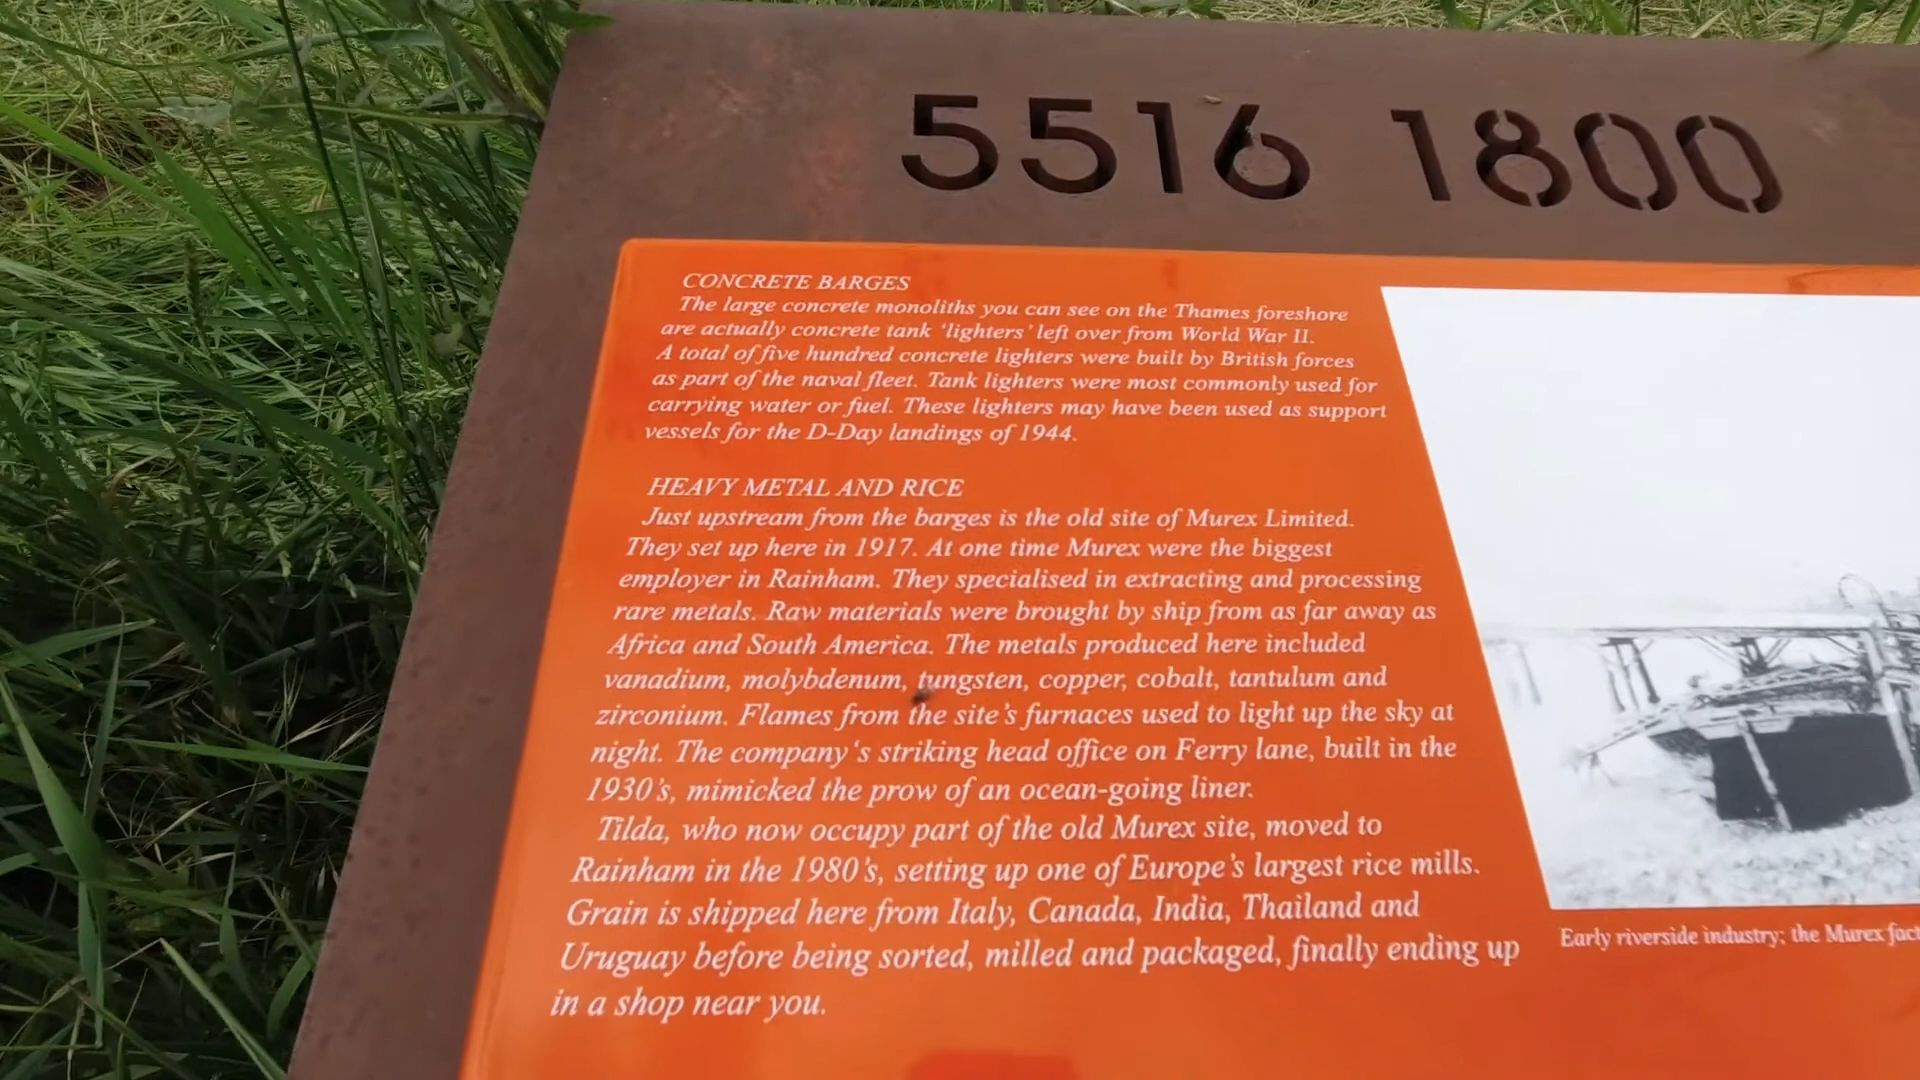 5516 1800
CONCRETE BARGES
The large concrete monoliths you can see on the Thames foreshore
are actually concrete tank ‘lighters’ left over from World War II.
A total of five hundred concrete lighters were built by British forces
as part of the naval fleet. Tank lighters were most commonly used for
carrying water or fuel. These lighters may have been used as support
vessels for the D-Day landings of 1944.
HEAVY METAL AND RICE
Just upstream from the barges is the old site of Murex Limited.
They set up here in 1917. At one time Murex were the biggest
employer in Rainham. They specialised in extracting and processing
rare metals. Raw materials were brought by ship from as far away as
Africa and South America. The metals produced here included
vanadium, molybdenum, tungsten, copper, cobalt, tantulum and
zirconium. Flames from the site’s furnaces used to light up the sky at
night. The company‘s striking head office on Ferry lane, built in the
1930’s, mimicked the prow of an ocean-going liner.
Tilda, who now occupy part of the old Murex site, moved to
Rainham in the 1980’s, setting up one of Europe’s largest rice mills.
Grain is shipped here from Italy, Canada, India, Thailand and
Uruguay before being sorted, milled and packaged, finally ending up
in a shop near you.
Early riverside industry; the Murex